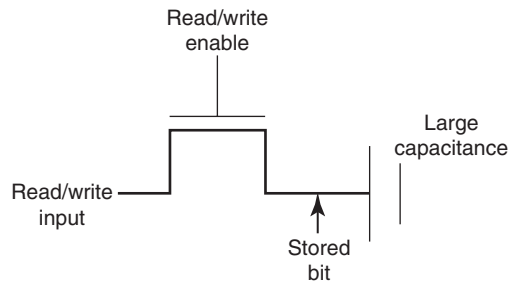 Read/write
enable
Large
capacitance
Read/write
input
Stored
bit